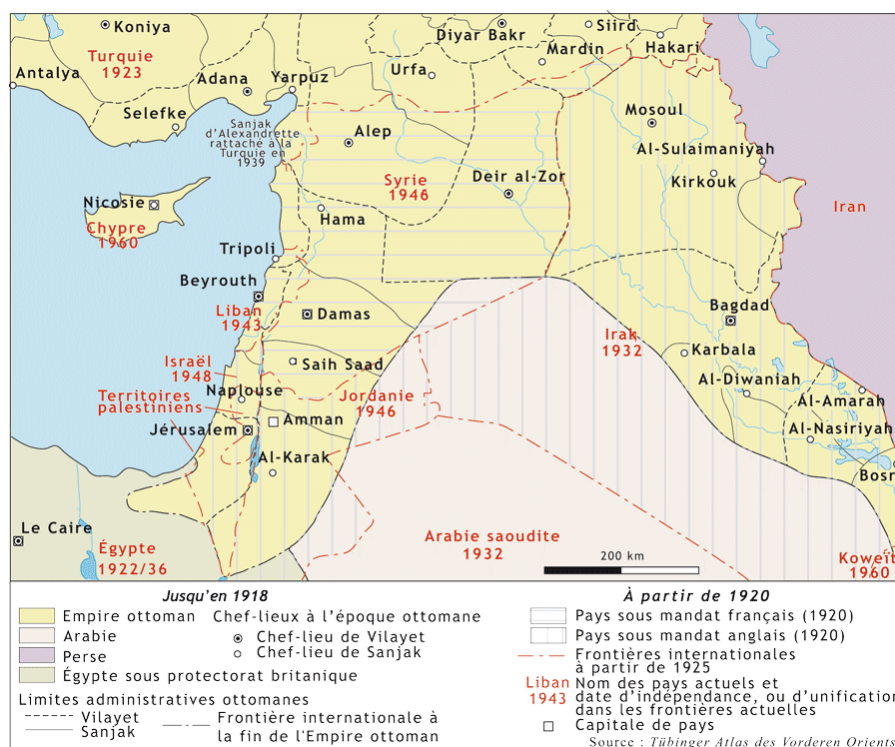 Koniya
Diyar Bakr
Siird
Mardin
Hakari
Turquie
1923
Antalya
Adana
Yarpuz
Urfa
Selefke
Sanjak
d'Alexandrette
rattaché à la
Turquie en
1939
Alep
Mosoul
Al-Sulaimaniyah
Kirkouk
Syrie
1946
Deir al-Zor
Nicosie
Chypre
1960
Hama
Iran
Tripoli
Beyrouth
Liban
1943
Damas
Bagdad
Irak
1932
Karbala
Israël
1948
Saih Saad
Naplouse
Jordanie
1946
Al-Diwaniah
Al-Amarah
Territoires
palestiniens
Amman
Jérusalem
Al-Nasiriyah
Al-Karak
Bosr
Le Caire
Égypte
1922/36
Arabie saoudite
1932
200 km
Koweït
1960
Jusqu'en 1918
Empire ottoman
Arabie
Perse
Égypte sous protectorat britanique
Chef-lieux à l'époque ottomane
Chef-lieu de Vilayet
Chef-lieu de Sanjak
Limites administratives ottomanes
Vilayet
Sanjak
Frontière internationale à
la fin de l'Empire ottoman
À partir de 1920
Pays sous mandat français (1920)
Pays sous mandat anglais (1920)
Frontières internationales
à partir de 1925
Liban
1943
Nom des pays actuels et
date d'indépendance, ou d'unification
dans les frontières actuelles
Capitale de pays
Source : Tübinger Atlas des Vorderen Orients